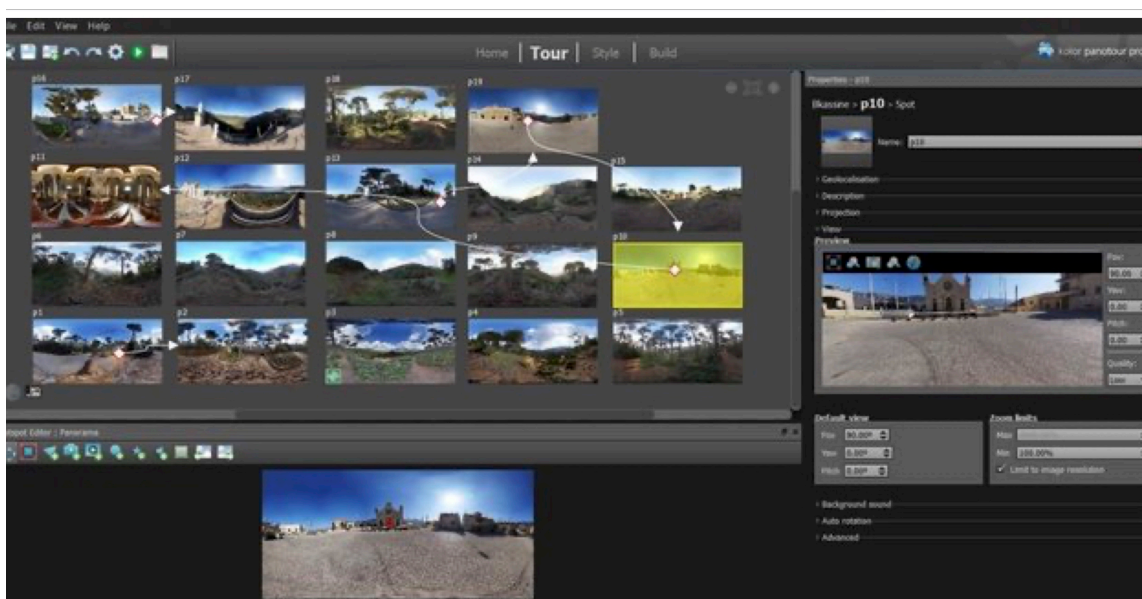 File Edit View Help
Home | Tour | Style | Build
kolor panotour pro
p16 p17 p18 p19
p11 p12 p13 p14 p15
p6 p7 p8 p9 p10
p1 p2 p3 p4 p5
Hotspot Editor : Panorama
Properties - p10
Bkassine > p10 > Spot
Name: p10
Geolocalisation
Description
Projection
View
Preview
Fov:
90.00
Yaw:
0.00
Pitch:
0.00
Quality:
Low
Default view
Fov 90.00°
Yaw 0.00°
Pitch 0.00°
Zoom limits
Max
Min 100.00%
Limit to image resolution
Background sound
Auto rotation
Advanced